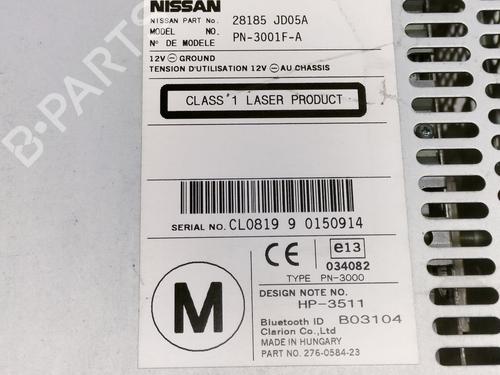 NISSAN
NISSAN PART No. 28185 JD05A
MODEL No.
N° DE MODELE PN-3001F-A
12V ⊖ GROUND
TENSION D'UTILISATION 12V ⊖ AU CHASSIS
CLASS 1 LASER PRODUCT
SERIAL NO. CL0819 9 0150914
CE e13
034082
TYPE PN-3000
M
DESIGN NOTE NO.
HP-3511
Bluetooth ID B03104
Clarion Co., Ltd
MADE IN HUNGARY
PART NO. 276-0584-23
B-PARTS